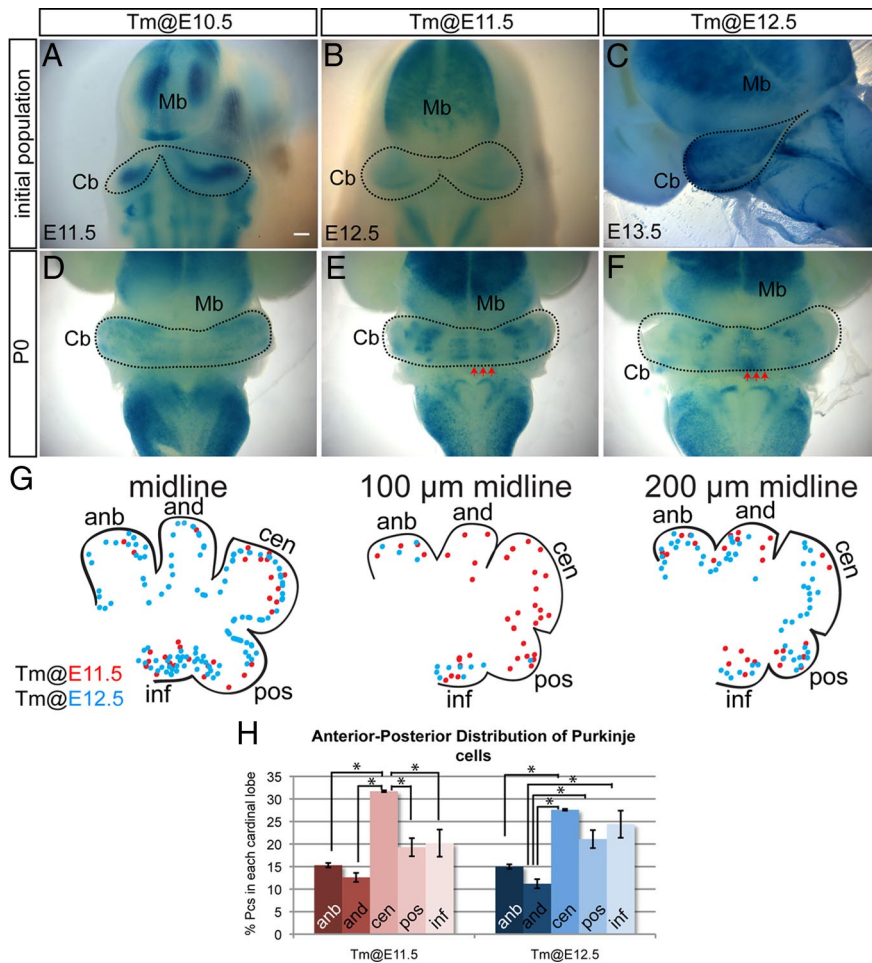 Tm@E10.5
Tm@E11.5
Tm@E12.5
initial population
A
Mb
Cb
E11.5
B
Mb
Cb
E12.5
C
Mb
Cb
E13.5
P0
D
Mb
Cb
E
Mb
Cb
F
Mb
Cb
G
midline
100 µm midline
200 µm midline
anb
and
cen
pos
inf
anb
and
cen
pos
inf
anb
and
cen
pos
inf
Tm@E11.5
Tm@E12.5
H
Anterior-Posterior Distribution of Purkinje
cells
% Pcs in each cardinal lobe
35
30
25
20
15
10
5
0
* * * *
* * * *
anb and cen pos inf
anb and cen pos inf
Tm@E11.5
Tm@E12.5